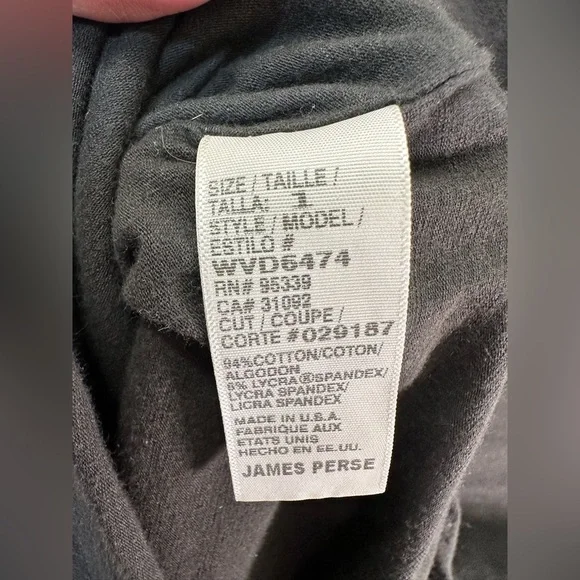 SIZE / TAILLE /
TALLA: 1
STYLE / MODEL /
ESTILO #
WVD6474
RN# 95339
CA# 31092
CUT / COUPE /
CORTE #029187
94%COTTON/COTON/
ALGODON
6% LYCRA®SPANDEX/
LYCRA SPANDEX/
LICRA SPANDEX
MADE IN U.S.A.
FABRIQUE AUX
ETATS UNIS
HECHO EN EE.UU.
JAMES PERSE